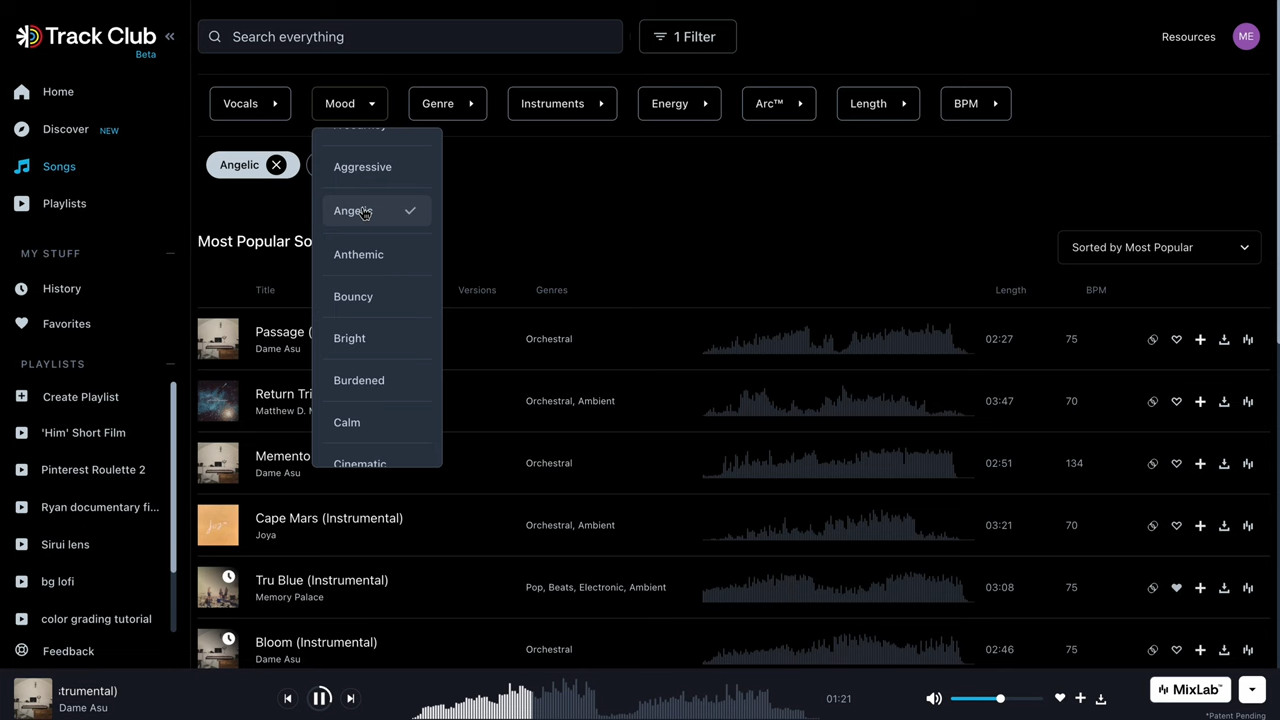 Track Club
Beta
Search everything
1 Filter
Resources
ME
Home
Discover NEW
Songs
Playlists
MY STUFF
History
Favorites
PLAYLISTS
Create Playlist
'Him' Short Film
Pinterest Roulette 2
Ryan documentary fi...
Sirui lens
bg lofi
color grading tutorial
Feedback
Vocals
Mood
Genre
Instruments
Energy
Arc™
Length
BPM
Angelic
Aggressive
Angelic
Anthemic
Bouncy
Bright
Burdened
Calm
Cinematic
Most Popular So
Sorted by Most Popular
Title
Versions
Genres
Length
BPM
Passage (
Dame Asu
Orchestral
02:27
75
Return Tri
Matthew D.
Orchestral, Ambient
03:47
70
Memento
Dame Asu
Orchestral
02:51
134
Cape Mars (Instrumental)
Joya
Orchestral, Ambient
03:21
70
Tru Blue (Instrumental)
Memory Palace
Pop, Beats, Electronic, Ambient
03:08
75
Bloom (Instrumental)
Dame Asu
Orchestral
02:46
75
strumental)
Dame Asu
01:21
MixLab™
*Patent Pending